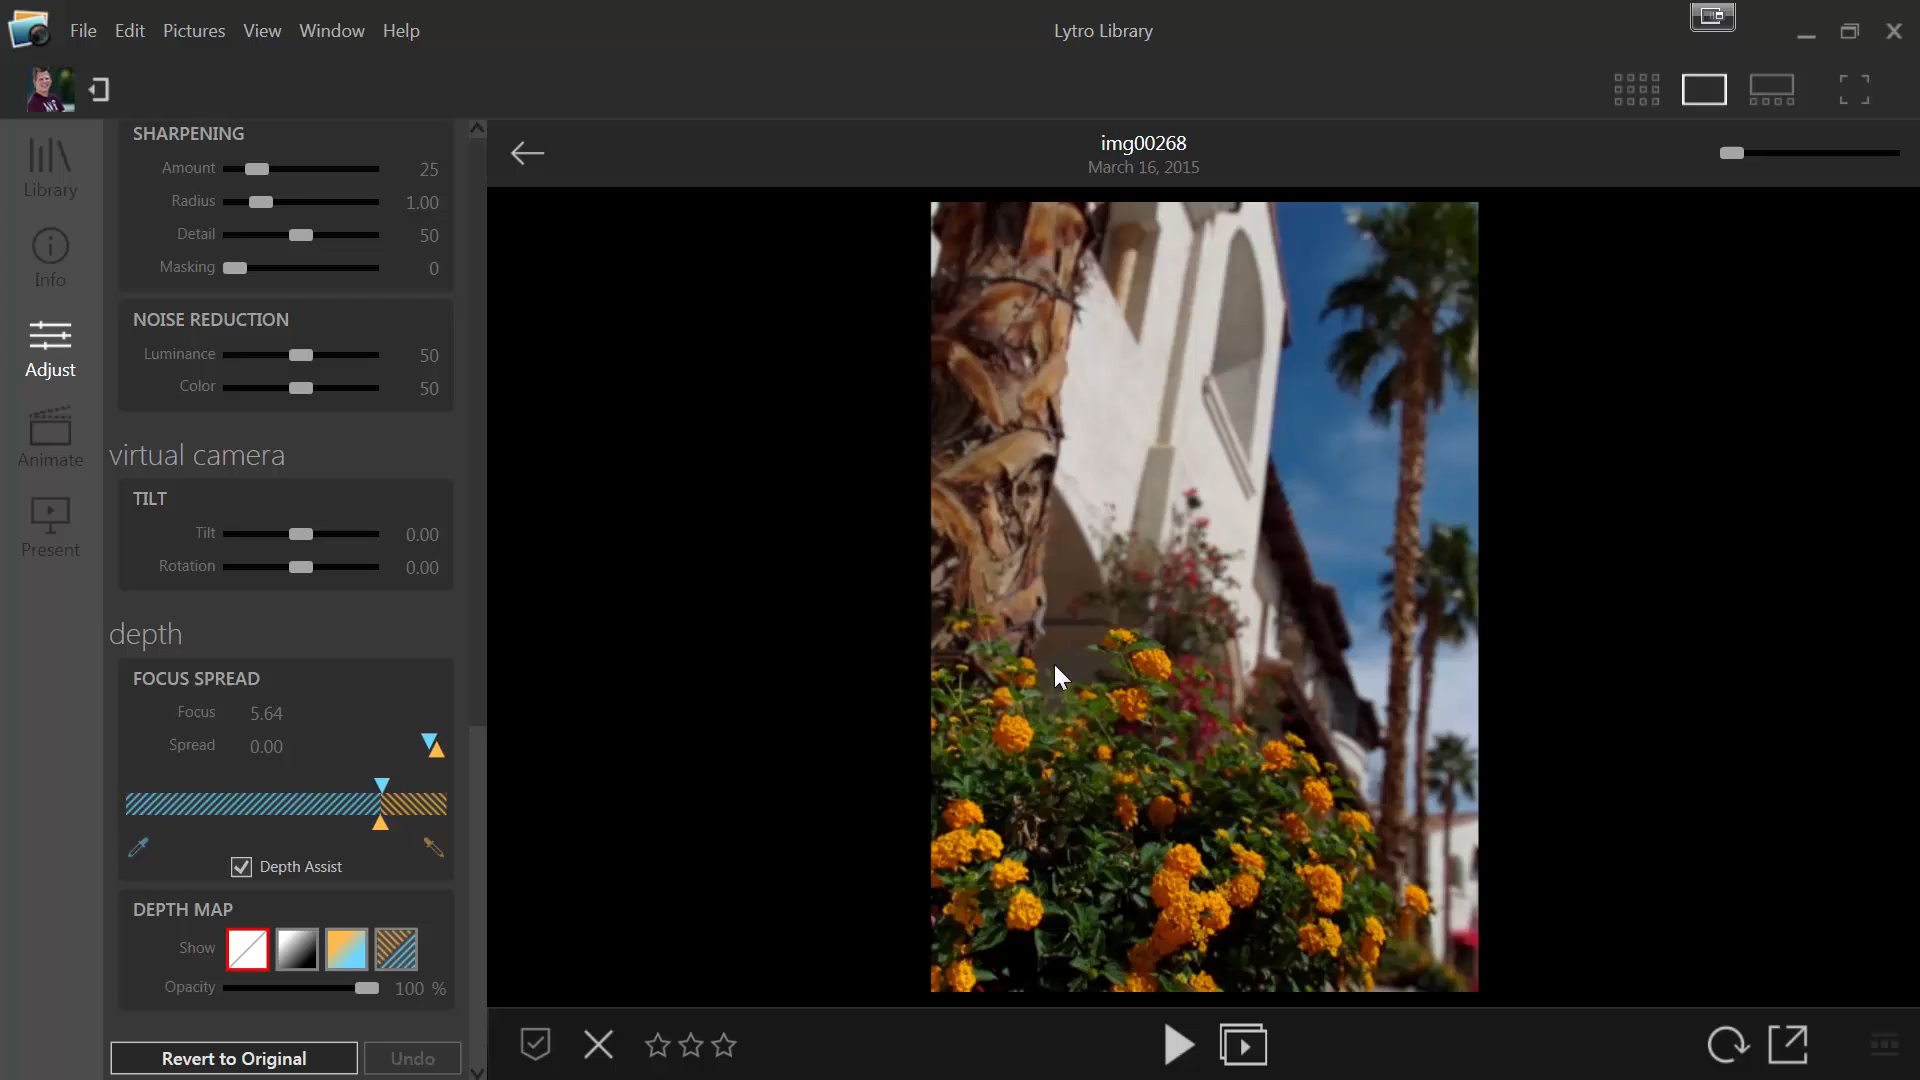 File Edit Pictures View Window Help
Lytro Library
Library
Info
Adjust
Animate
Present
SHARPENING
Amount 25
Radius 1.00
Detail 50
Masking 0
NOISE REDUCTION
Luminance 50
Color 50
virtual camera
TILT
Tilt 0.00
Rotation 0.00
depth
FOCUS SPREAD
Focus 5.64
Spread 0.00
Depth Assist
DEPTH MAP
Show
Opacity 100 %
Revert to Original Undo
img00268
March 16, 2015